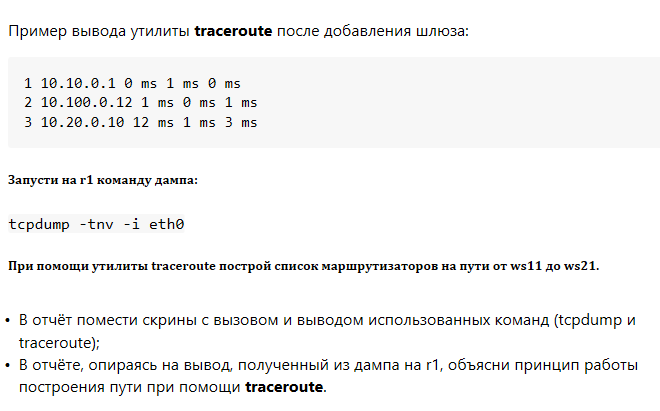 Пример вывода утилиты traceroute после добавления шлюза:
1 10.10.0.1 0 ms 1 ms 0 ms
2 10.100.0.12 1 ms 0 ms 1 ms
3 10.20.0.10 12 ms 1 ms 3 ms
Запусти на r1 команду дампа:
tcpdump -tnv -i eth0
При помощи утилиты traceroute построй список маршрутизаторов на пути от ws11 до ws21.
• В отчёт помести скрины с вызовом и выводом использованных команд (tcpdump и
traceroute);
• В отчёте, опираясь на вывод, полученный из дампа на r1, объясни принцип работы
построения пути при помощи traceroute.